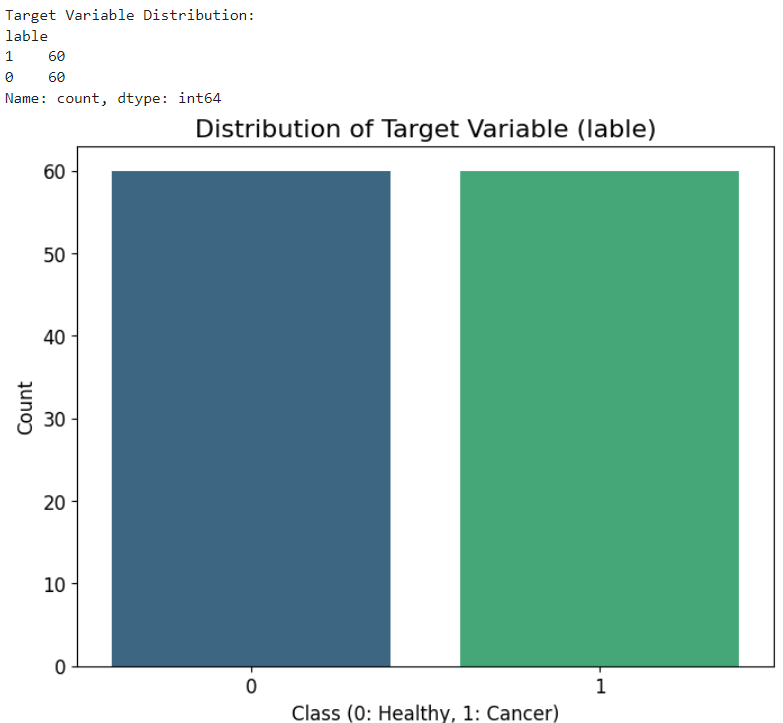 Target Variable Distribution:
lable
1    60
0    60
Name: count, dtype: int64
Distribution of Target Variable (lable)
60
50
40
30
20
10
0
Count
0 1
Class (0: Healthy, 1: Cancer)